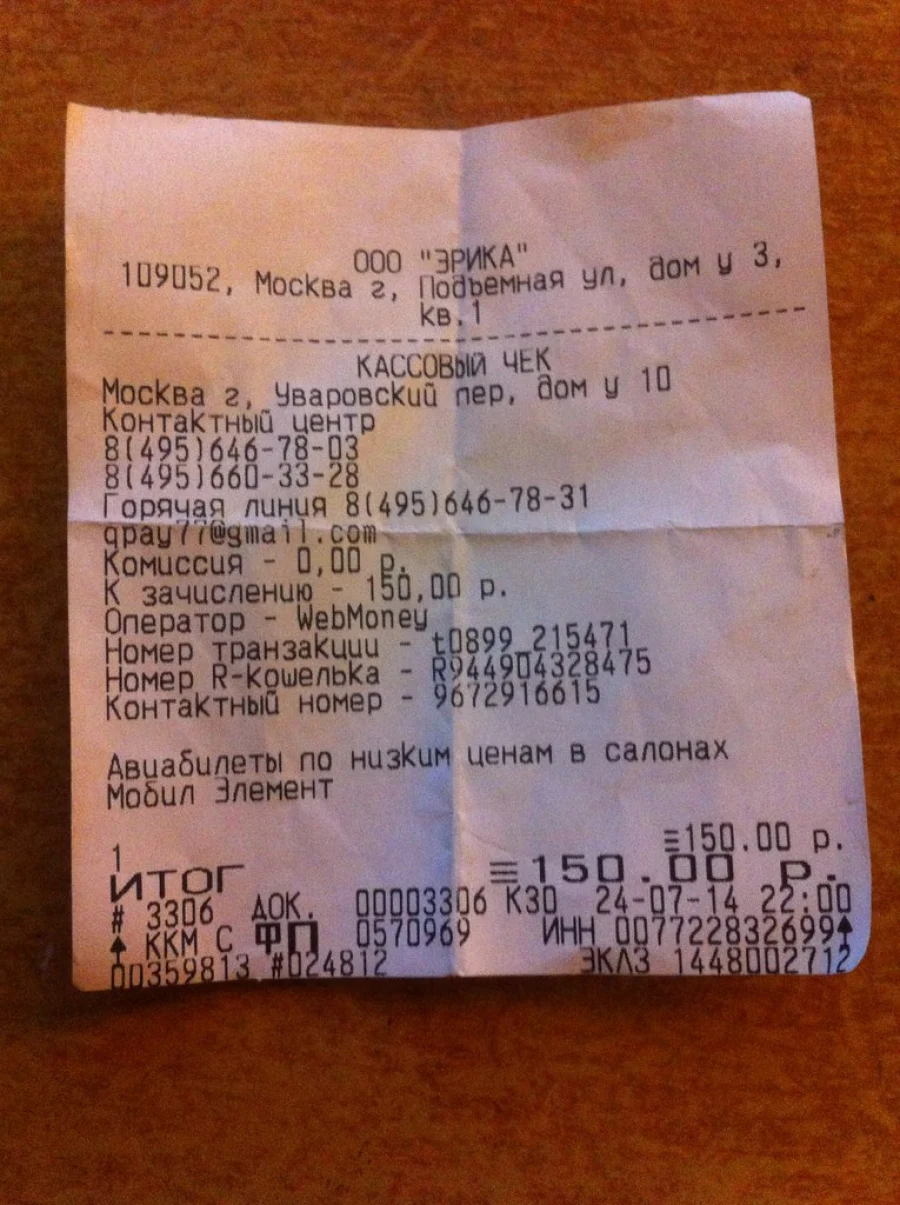 ООО "ЭРИКА"
109052, Москва г, Подъемная ул, дом у 3,
кв.1
КАССОВЫЙ ЧЕК
Москва г, Уваровский пер, дом у 10
Контактный центр
8(495)646-78-03
8(495)660-33-28
Горячая линия 8(495)646-78-31
qpay77@gmail.com
Комиссия - 0,00 р.
К зачислению - 150,00 р.
Оператор - WebMoney
Номер транзакции - t0899_215471
Номер R-кошелька - R944904328475
Контактный номер - 9672916615
Авиабилеты по низким ценам в салонах
Мобил Элемент
1 ≡150.00 р.
ИТОГ ≡150.00 р.
# 3306 ДОК. 00003306 К30 24-07-14 22:00
ККМ С ФП 0570969 ИНН 007722832699
00359813 #024812 ЭКЛЗ 1448002712